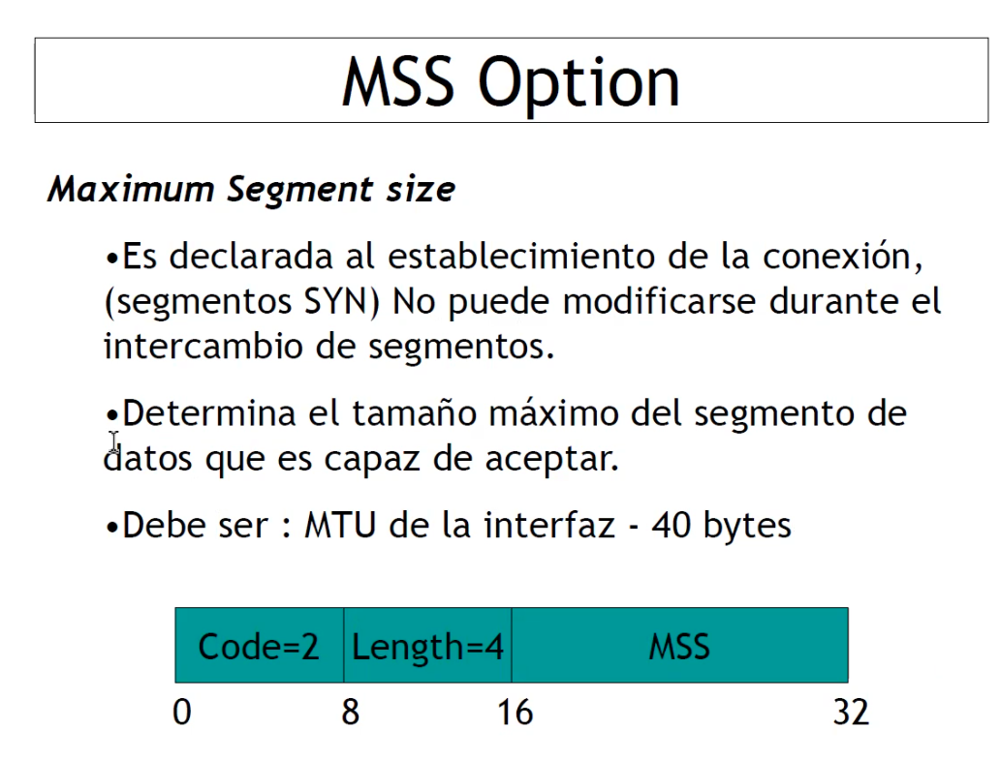 MSS Option
Maximum Segment size
•Es declarada al establecimiento de la conexión,
(segmentos SYN) No puede modificarse durante el
intercambio de segmentos.
•Determina el tamaño máximo del segmento de
datos que es capaz de aceptar.
•Debe ser : MTU de la interfaz - 40 bytes
Code=2 Length=4 MSS
0 8 16 32